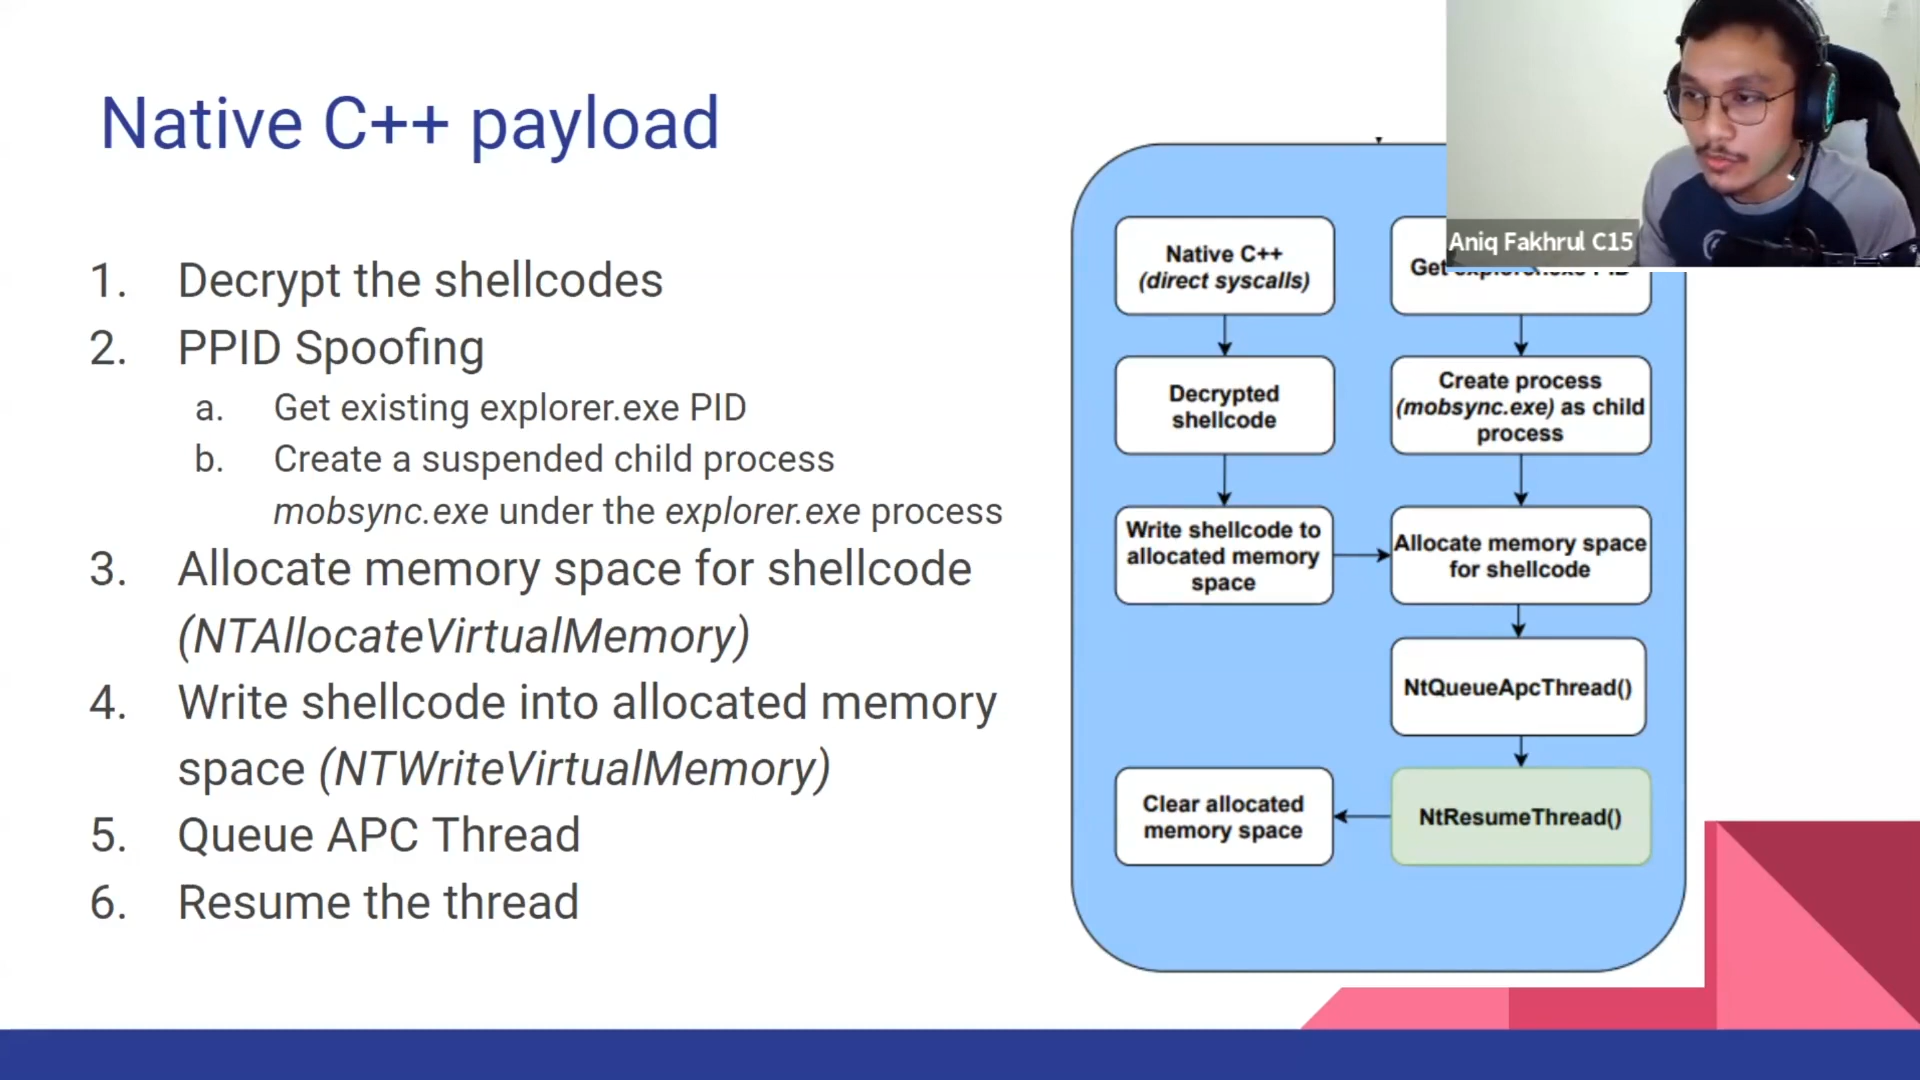 Native C++ payload
1. Decrypt the shellcodes
2. PPID Spoofing
a. Get existing explorer.exe PID
b. Create a suspended child process
mobsync.exe under the explorer.exe process
3. Allocate memory space for shellcode
(NTAllocateVirtualMemory)
4. Write shellcode into allocated memory
space (NTWriteVirtualMemory)
5. Queue APC Thread
6. Resume the thread
Native C++
(direct syscalls)
Decrypted
shellcode
Write shellcode to
allocated memory
space
Clear allocated
memory space
Get explorer.exe PID
Create process
(mobsync.exe) as child
process
Allocate memory space
for shellcode
NtQueueApcThread()
NtResumeThread()
Aniq Fakhrul C15